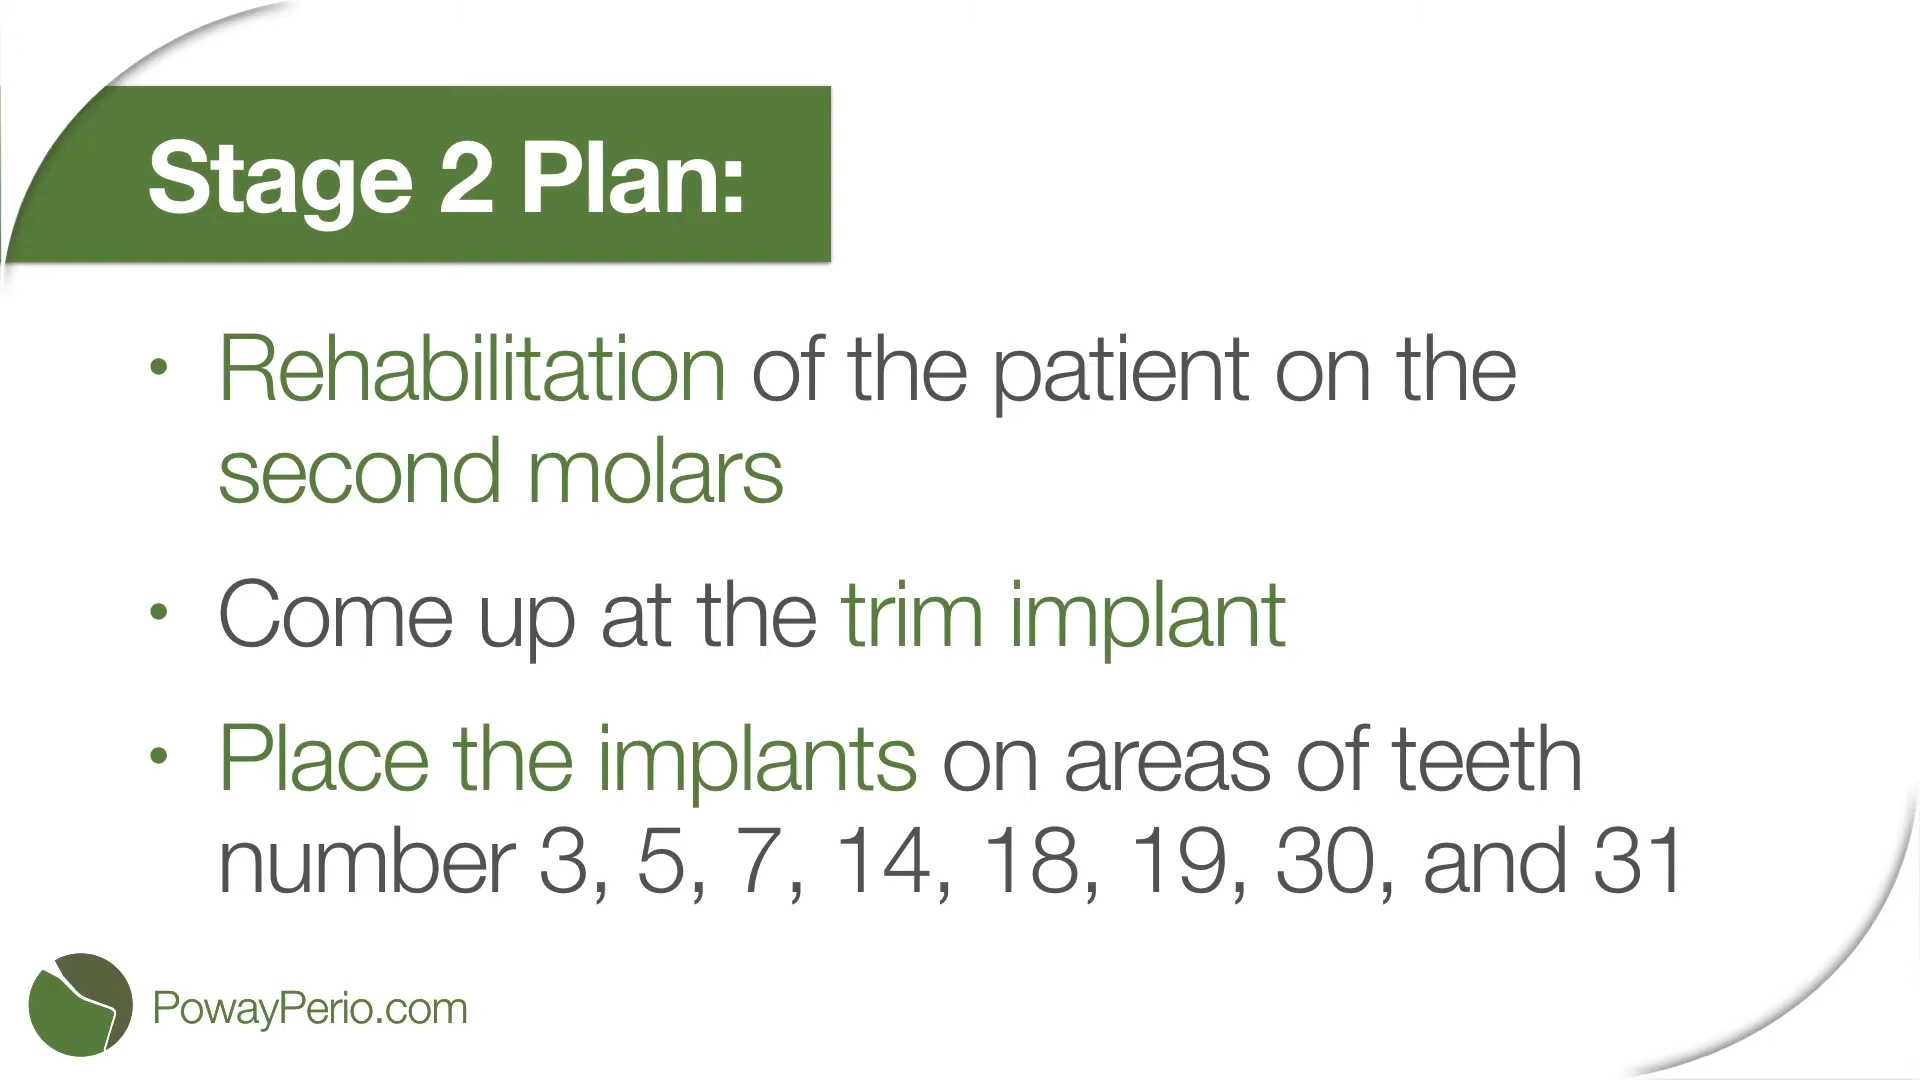 Stage 2 Plan:
• Rehabilitation of the patient on the
second molars
• Come up at the trim implant
• Place the implants on areas of teeth
number 3, 5, 7, 14, 18, 19, 30, and 31
PowayPerio.com